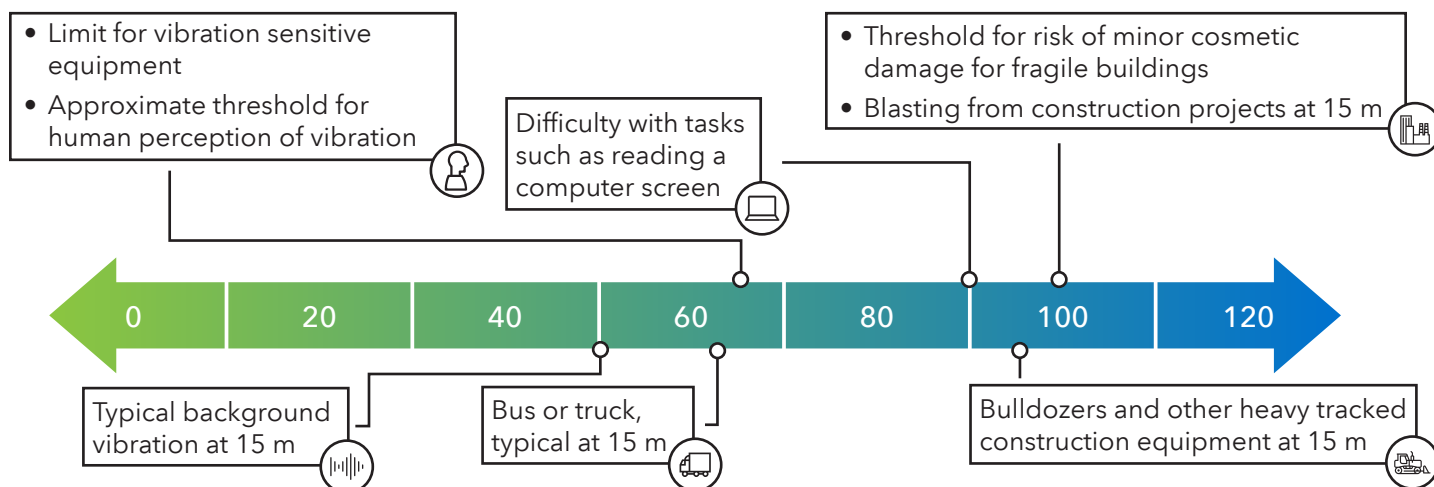 • Limit for vibration sensitive
equipment
• Approximate threshold for
human perception of vibration
Difficulty with tasks
such as reading a
computer screen
• Threshold for risk of minor cosmetic
damage for fragile buildings
• Blasting from construction projects at 15 m
0
20
40
60
80
100
120
Typical background
vibration at 15 m
Bus or truck,
typical at 15 m
Bulldozers and other heavy tracked
construction equipment at 15 m